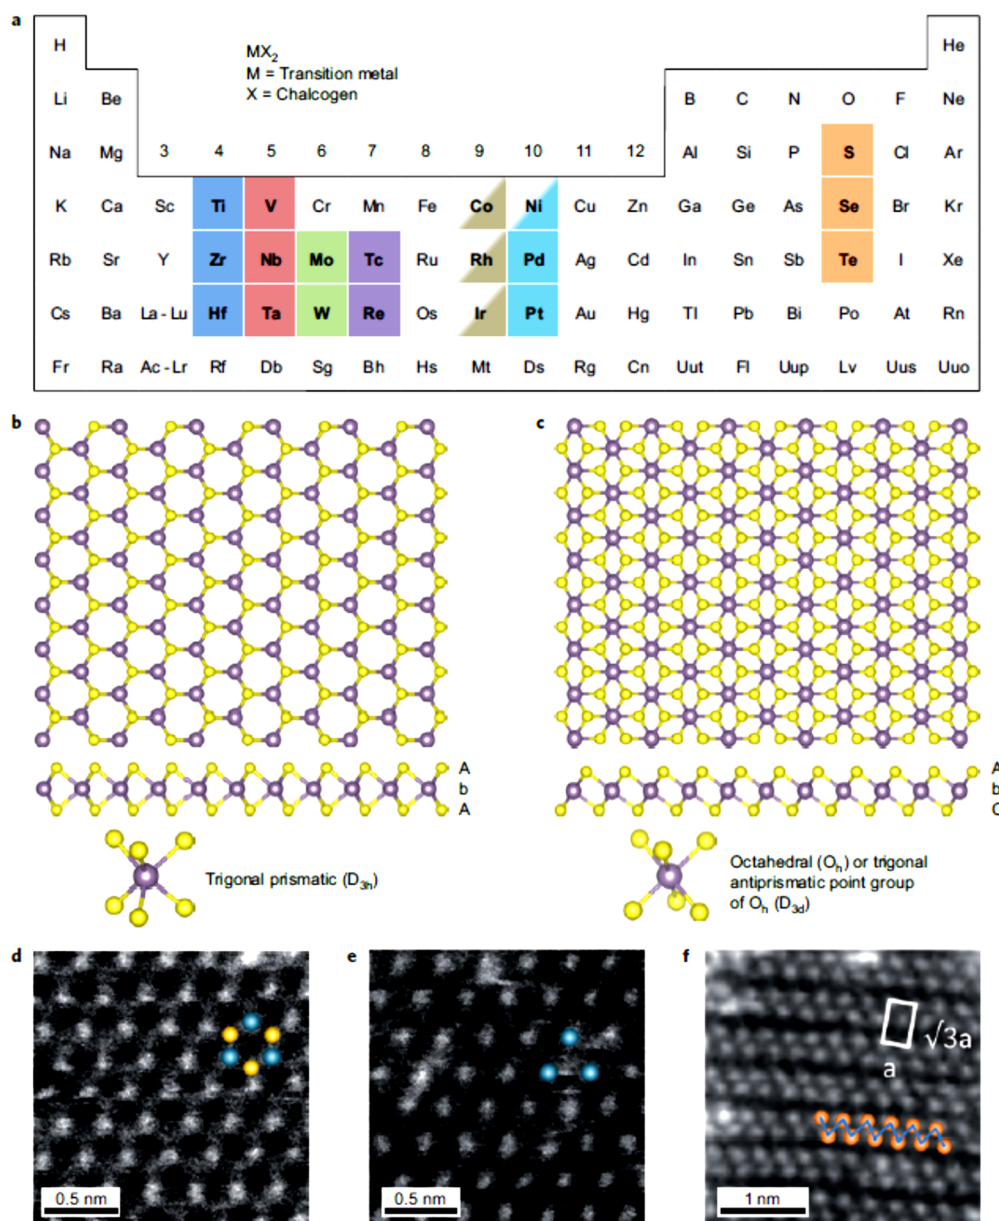 a
H He
MX2
M = Transition metal
X = Chalcogen
Li Be B C N O F Ne
Na Mg 3 4 5 6 7 8 9 10 11 12 Al Si P S Cl Ar
K Ca Sc Ti V Cr Mn Fe Co Ni Cu Zn Ga Ge As Se Br Kr
Rb Sr Y Zr Nb Mo Tc Ru Rh Pd Ag Cd In Sn Sb Te I Xe
Cs Ba La - Lu Hf Ta W Re Os Ir Pt Au Hg Tl Pb Bi Po At Rn
Fr Ra Ac - Lr Rf Db Sg Bh Hs Mt Ds Rg Cn Uut Fl Uup Lv Uus Uuo
b
A
b
A
Trigonal prismatic (D3h)
c
A
b
C
Octahedral (Oh) or trigonal
antiprismatic point group
of Oh (D3d)
d
0.5 nm
e
0.5 nm
f
√3a
a
1 nm